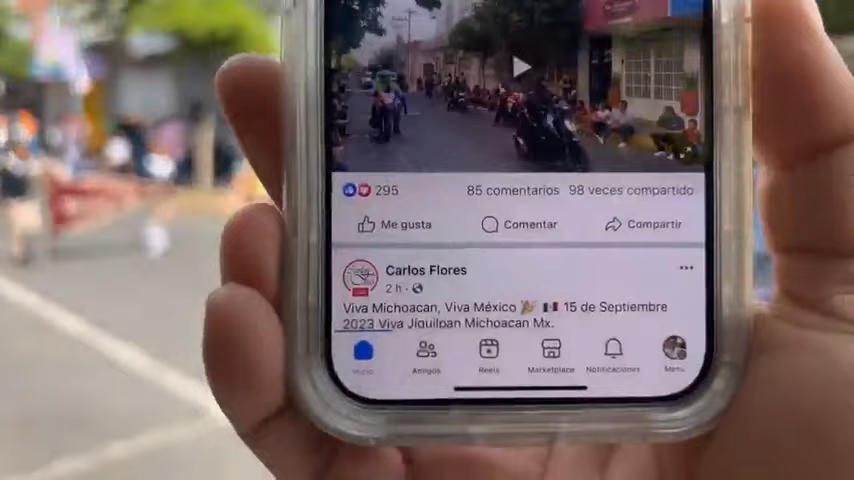 295 85 comentarios 98 veces compartido
Me gusta Comentar Compartir
Carlos Flores
2 h ·
Viva Michoacan, Viva México 🎉 🇲🇽 15 de Septiembre
2023 Viva Jiquilpan Michoacan Mx.
Inicio Amigos Reels Marketplace Notificaciones Menú